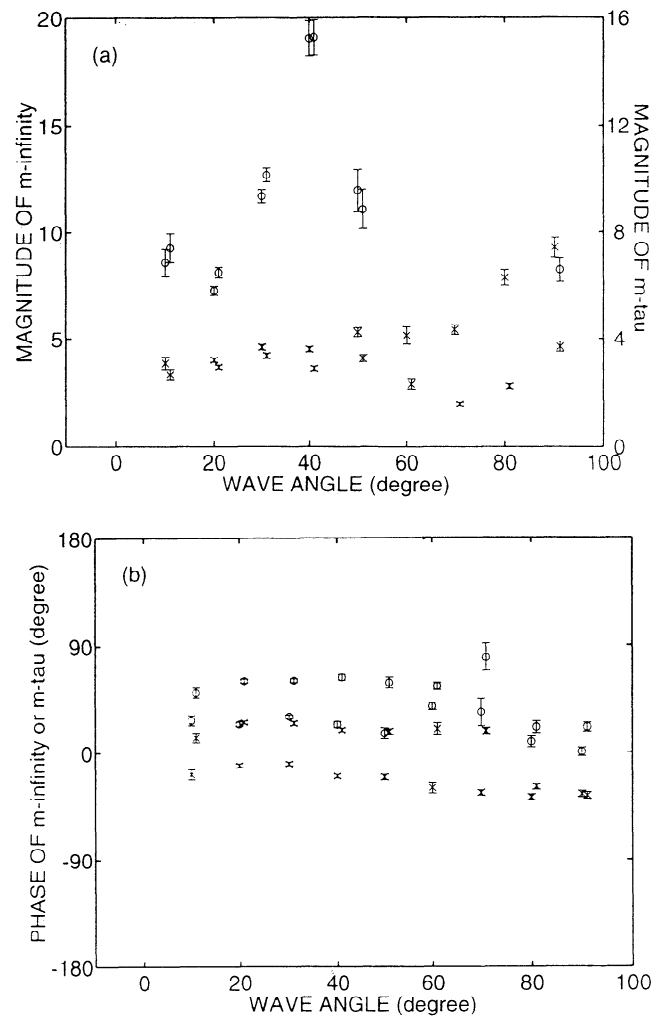 (a)
20
15
10
5
0
MAGNITUDE OF m-infinity
16
12
8
4
0
MAGNITUDE OF m-tau
0 20 40 60 80 100
WAVE ANGLE (degree)
(b)
180
90
0
-90
-180
PHASE OF m-infinity or m-tau (degree)
0 20 40 60 80 100
WAVE ANGLE (degree)